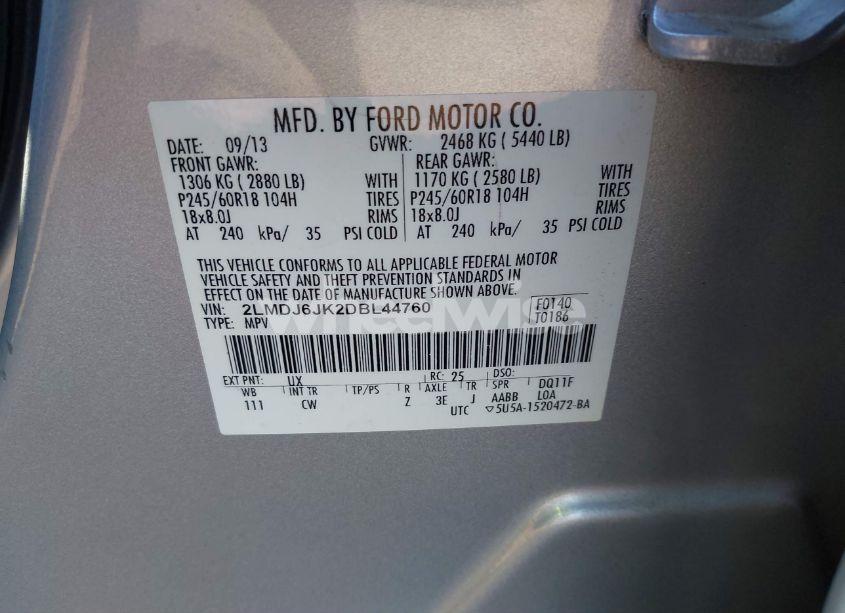 MFD. BY FORD MOTOR CO.
DATE: 09/13 GVWR: 2468 KG ( 5440 LB)
FRONT GAWR: REAR GAWR:
1306 KG ( 2880 LB) WITH 1170 KG ( 2580 LB) WITH
P245/60R18 104H TIRES P245/60R18 104H TIRES
18x8.0J RIMS 18x8.0J RIMS
AT 240 kPa/ 35 PSI COLD AT 240 kPa/ 35 PSI COLD
THIS VEHICLE CONFORMS TO ALL APPLICABLE FEDERAL MOTOR
VEHICLE SAFETY AND THEFT PREVENTION STANDARDS IN
EFFECT ON THE DATE OF MANUFACTURE SHOWN ABOVE.
VIN: 2LMDJ6JK2DBL44760 F0140
TYPE: MPV T0186
wheelwise
EXT PNT: UX RC: 25 DSO:
WB INT TR TP/PS R AXLE TR SPR DQ11F
111 CW Z 3E J AABB LOA
UTC ▽5U5A-1520472-BA